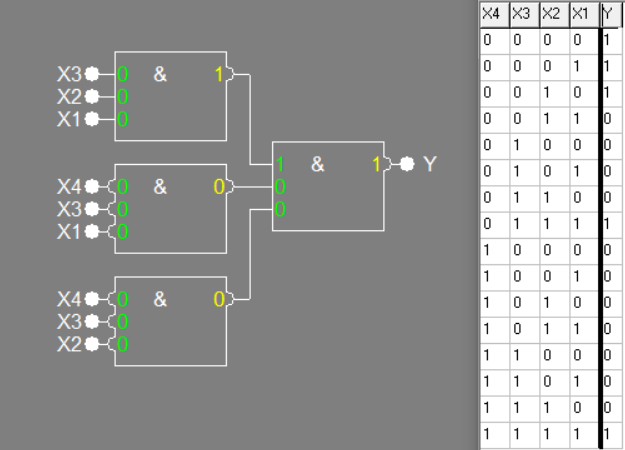 X3 0 & 1
X2 0
X1 0
X4 0 & 0
X3 0
X1 0
X4 0 & 0
X3 0
X2 0
1 & 1 Y
0
0
X4 X3 X2 X1 Y
0 0 0 0 1
0 0 0 1 1
0 0 1 0 1
0 0 1 1 0
0 1 0 0 0
0 1 0 1 0
0 1 1 0 0
0 1 1 1 1
1 0 0 0 0
1 0 0 1 0
1 0 1 0 0
1 0 1 1 0
1 1 0 0 0
1 1 0 1 0
1 1 1 0 0
1 1 1 1 1